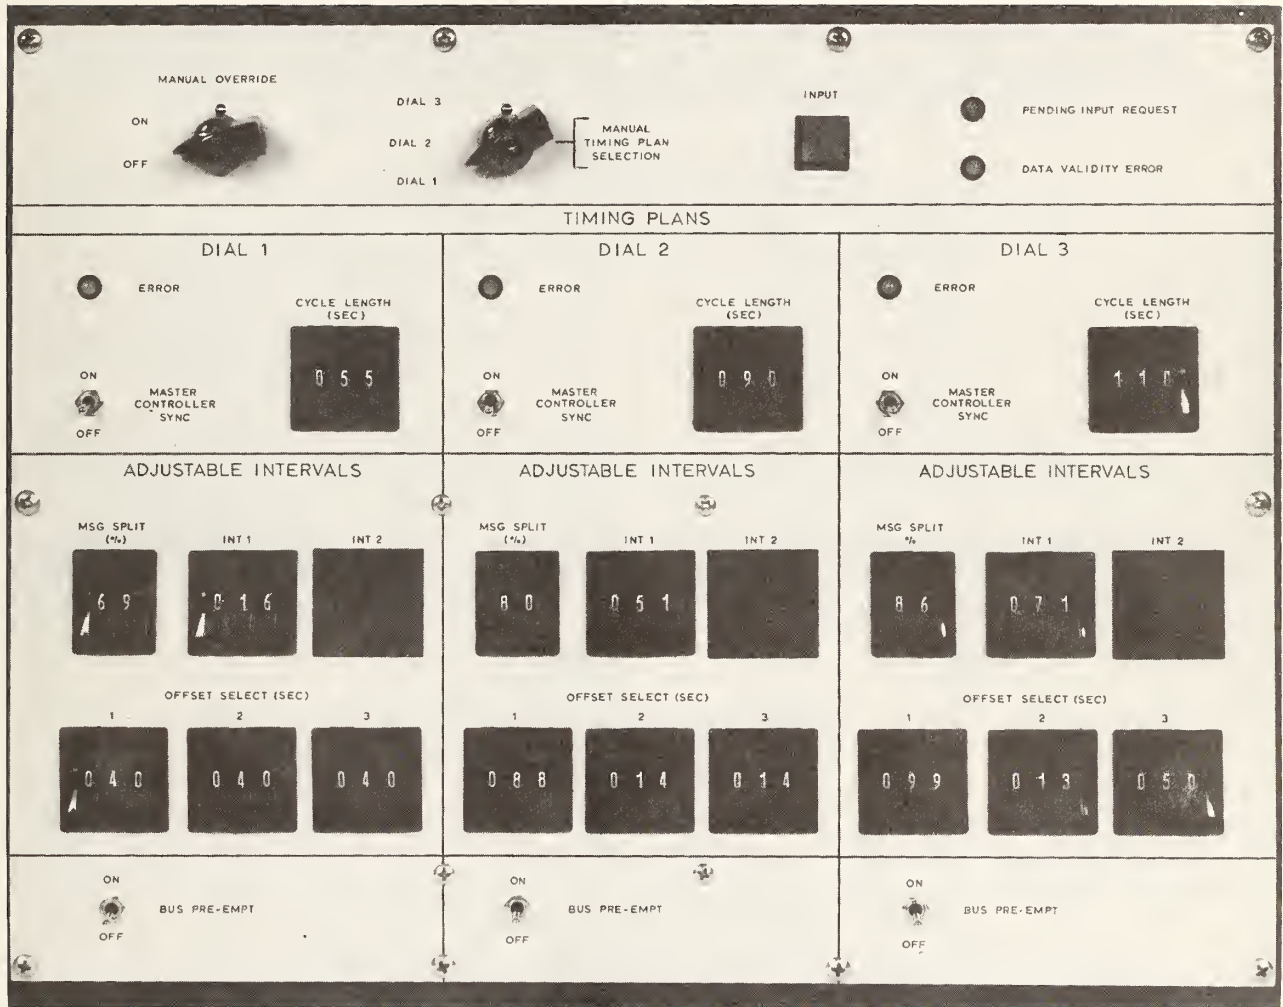 MANUAL OVERRIDE
ON
OFF
DIAL 3
DIAL 2
DIAL 1
MANUAL
TIMING PLAN
SELECTION
INPUT
PENDING INPUT REQUEST
DATA VALIDITY ERROR
TIMING PLANS
DIAL 1
ERROR
CYCLE LENGTH
(SEC)
055
ON
MASTER
CONTROLLER
SYNC
OFF
DIAL 2
ERROR
CYCLE LENGTH
(SEC)
090
ON
MASTER
CONTROLLER
SYNC
OFF
DIAL 3
ERROR
CYCLE LENGTH
(SEC)
110
ON
MASTER
CONTROLLER
SYNC
OFF
ADJUSTABLE INTERVALS
MSG SPLIT
(%)
INT 1
INT 2
69
016
OFFSET SELECT (SEC)
1
2
3
040
040
040
ADJUSTABLE INTERVALS
MSG SPLIT
(%)
INT 1
INT 2
80
051
OFFSET SELECT (SEC)
1
2
3
088
014
014
ADJUSTABLE INTERVALS
MSG SPLIT
%
INT 1
INT 2
86
071
OFFSET SELECT (SEC)
1
2
3
099
013
050
ON
BUS PRE-EMPT
OFF
ON
BUS PRE-EMPT
OFF
ON
BUS PRE-EMPT
OFF